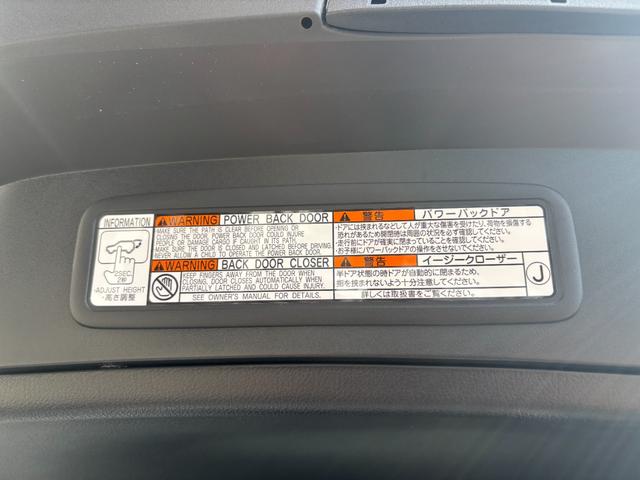 INFORMATION
2SEC.
2秒
-ADJUST HEIGHT
-高さ調整
WARNING POWER BACK DOOR
MAKE SURE THE PATH IS CLEAR BEFORE OPENING OR
CLOSING THE DOOR. POWER BACK DOOR COULD INJURE
PEOPLE OR DAMAGE CARGO IF CAUGHT IN ITS PATH.
MAKE SURE THE DOOR IS CLOSED AND LATCHED BEFORE DRIVING.
NEVER ALLOW A CHILD TO OPERATE THE POWER BACK DOOR.
WARNING BACK DOOR CLOSER
KEEP FINGERS AWAY FROM THE DOOR WHEN
CLOSING, DOOR CLOSES AUTOMATICALLY WHEN
PARTIALLY LATCHED AND COULD CAUSE INJURY.
SEE OWNER'S MANUAL FOR DETAILS.
警告 パワーバックドア
・ドアには挟まれるなどして人が重大な傷害を受けたり、荷物を損傷する
恐れがあるため開閉時は周囲の状況を必ず確認してください。
・走行前にドアが確実に閉まっていることを確認してください。
・お子様にパワーバックドアの操作をさせないでください。
警告 イージークローザー
半ドア状態の時ドアが自動的に閉まるため、
指を挟まれないよう十分注意してください。
詳しくは取扱書をご覧ください。
J